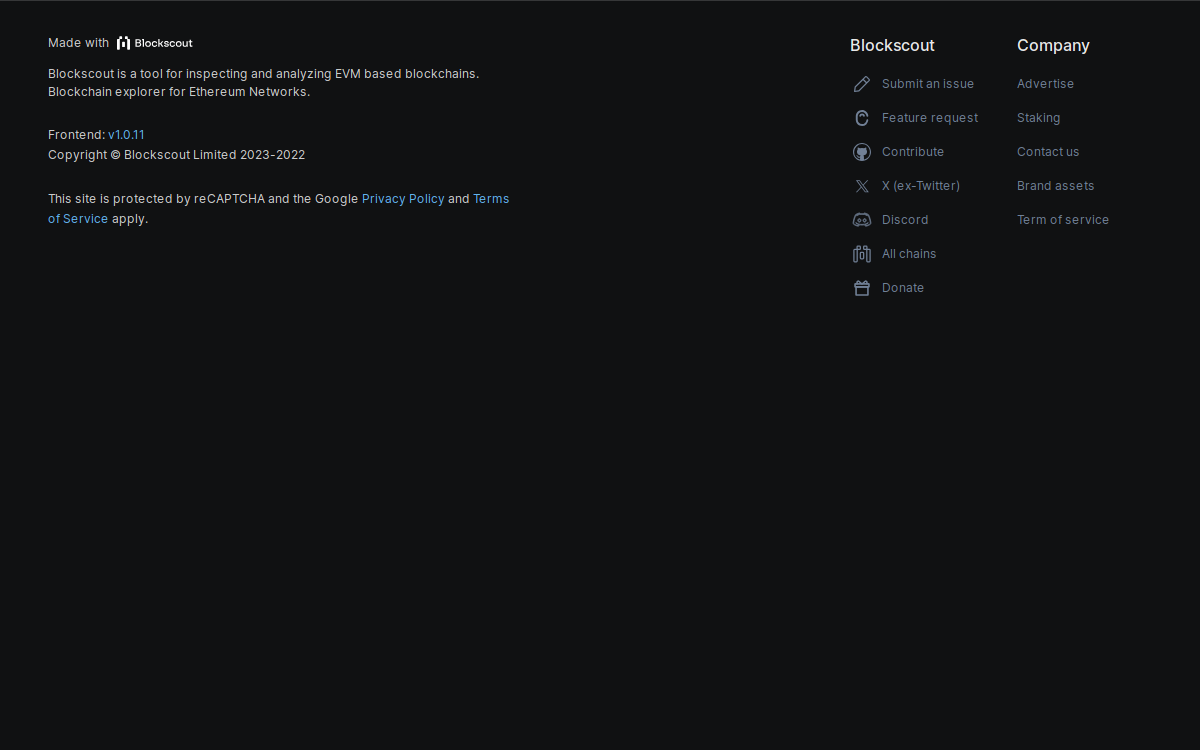 Made with Blockscout
Blockscout is a tool for inspecting and analyzing EVM based blockchains.
Blockchain explorer for Ethereum Networks.
Frontend: v1.0.11
Copyright © Blockscout Limited 2023-2022
This site is protected by reCAPTCHA and the Google Privacy Policy and Terms
of Service apply.
Blockscout
Submit an issue
Feature request
Contribute
X (ex-Twitter)
Discord
All chains
Donate
Company
Advertise
Staking
Contact us
Brand assets
Term of service